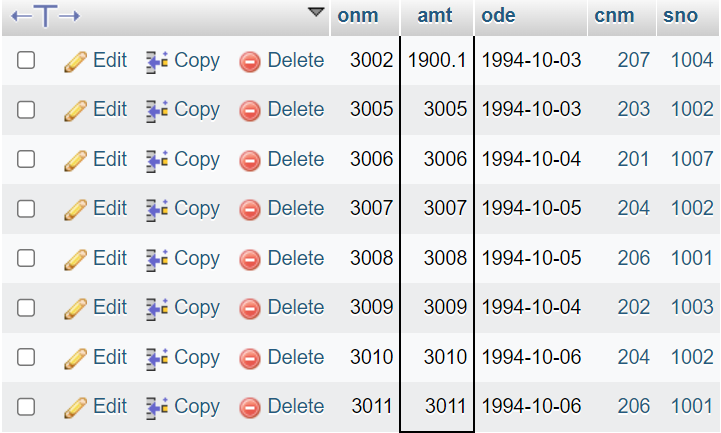 onm amt ode cnm sno
Edit Copy Delete 3002 1900.1 1994-10-03 207 1004
Edit Copy Delete 3005 3005 1994-10-03 203 1002
Edit Copy Delete 3006 3006 1994-10-04 201 1007
Edit Copy Delete 3007 3007 1994-10-05 204 1002
Edit Copy Delete 3008 3008 1994-10-05 206 1001
Edit Copy Delete 3009 3009 1994-10-04 202 1003
Edit Copy Delete 3010 3010 1994-10-06 204 1002
Edit Copy Delete 3011 3011 1994-10-06 206 1001